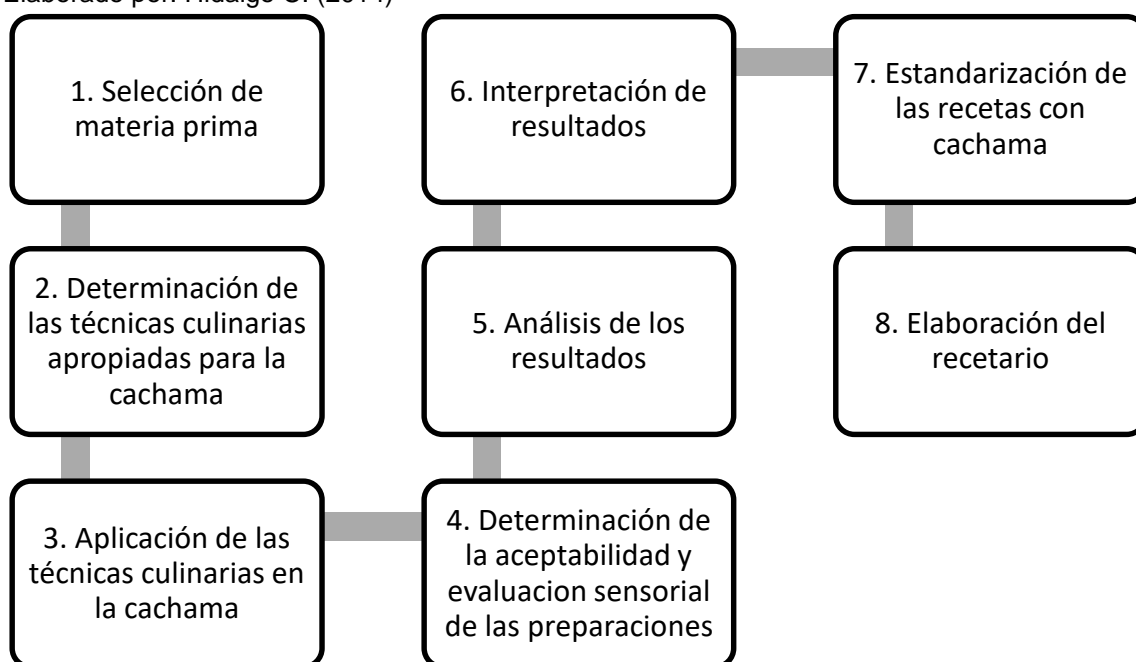 Elaborado por: Hidalgo C. (2014)
1. Selección de
materia prima
2. Determinación de
las técnicas culinarias
apropiadas para la
cachama
3. Aplicación de las
técnicas culinarias en
la cachama
4. Determinación de
la aceptabilidad y
evaluacion sensorial
de las preparaciones
5. Análisis de los
resultados
6. Interpretación de
resultados
7. Estandarización de
las recetas con
cachama
8. Elaboración del
recetario